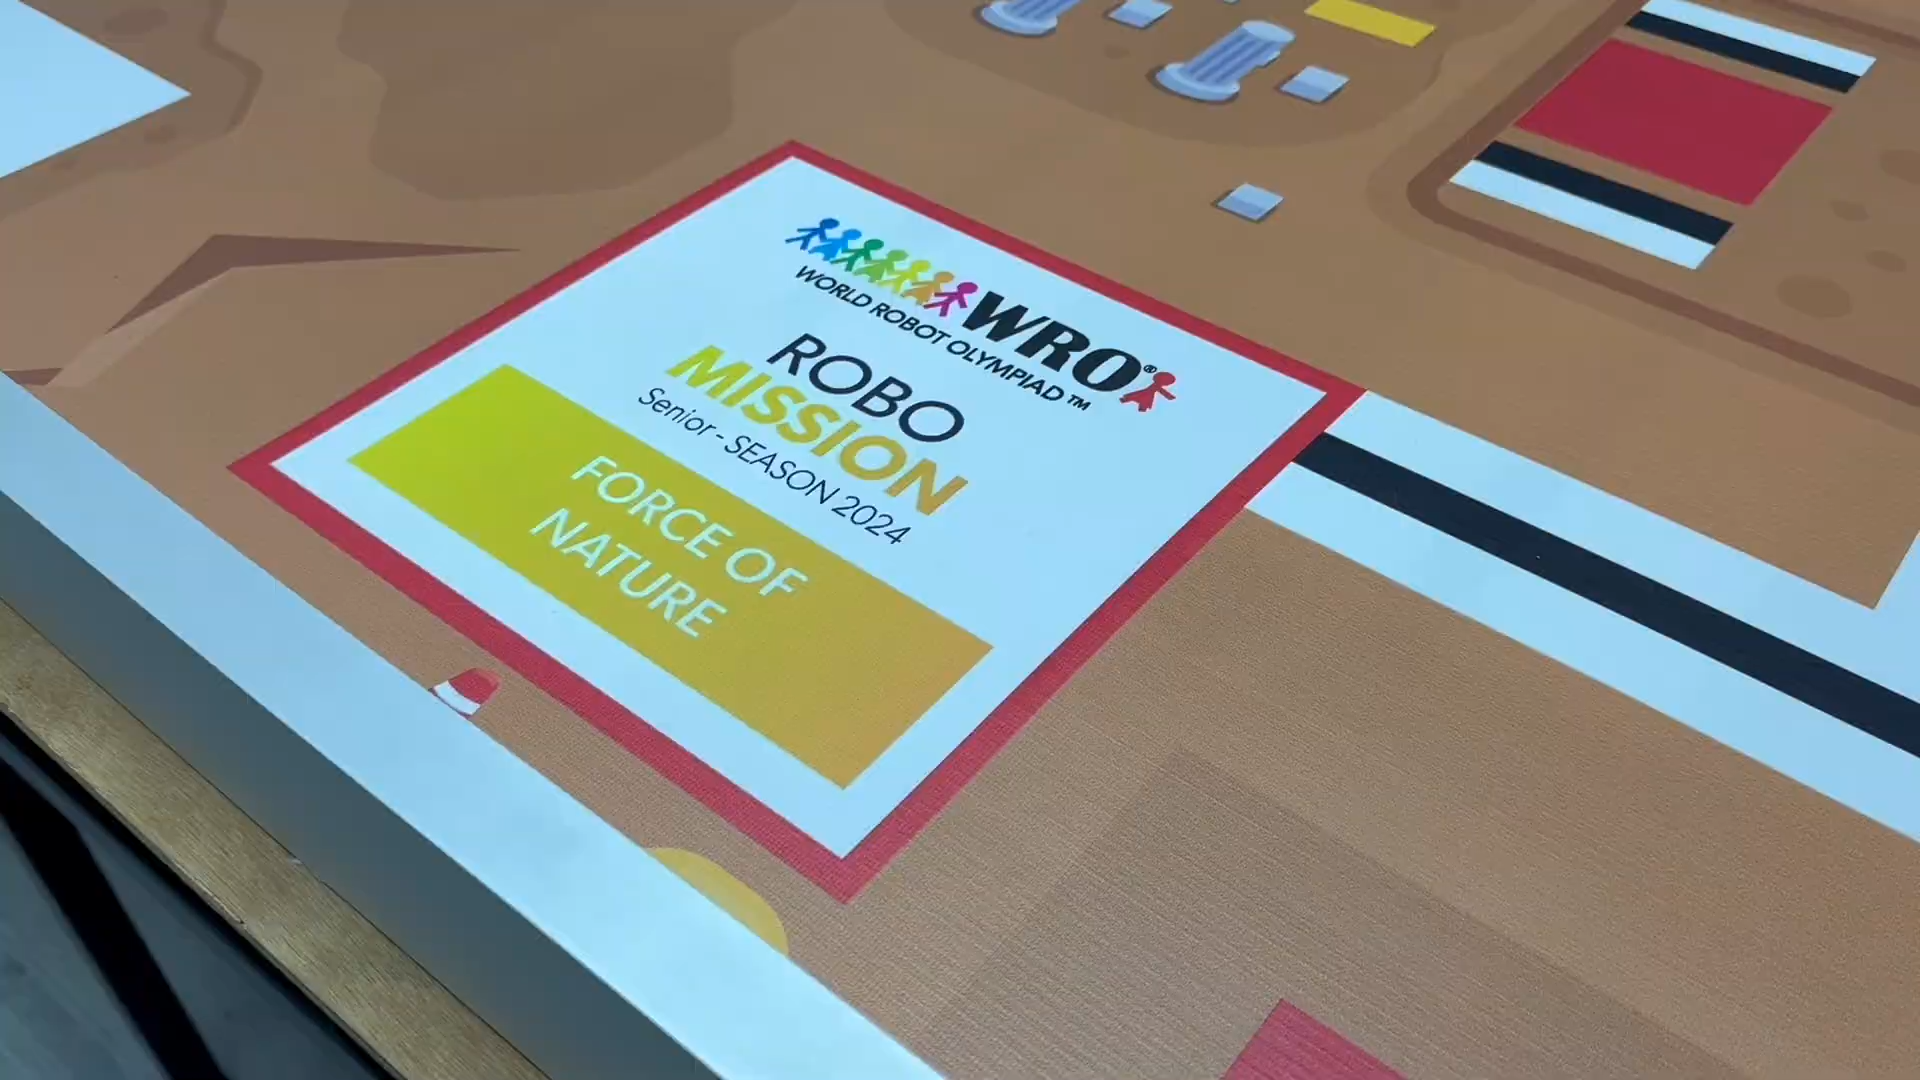 WRO®
WORLD ROBOT OLYMPIAD™
ROBO
MISSION
Senior - SEASON 2024
FORCE OF
NATURE